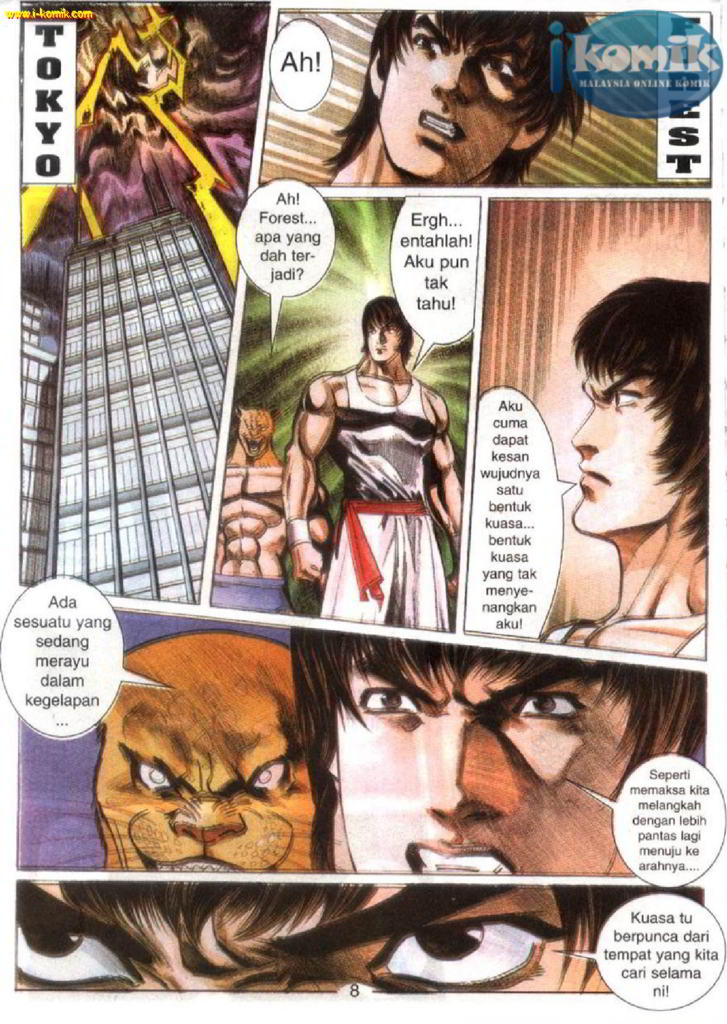 www.i-komik.com
TOKYO
Ah!
ikomik
MALAYSIA ONLINE KOMIK
EST
Ah!
Forest...
apa yang
dah ter-
jadi?
Ergh...
entahlah!
Aku pun
tak
tahu!
Aku
cuma
dapat
kesan
wujudnya
satu
bentuk
kuasa...
bentuk
kuasa
yang tak
menye-
nangkan
aku!
Ada
sesuatu yang
sedang
merayu
dalam
kegelapan
...
Seperti
memaksa kita
melangkah
dengan lebih
pantas lagi
menuju ke
arahnya....
Kuasa tu
berpunca dari
tempat yang kita
cari selama
ni!
8